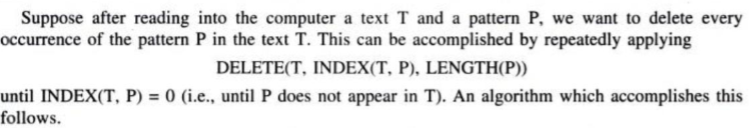 Suppose after reading into the computer a text T and a pattern P, we want to delete every
occurrence of the pattern P in the text T. This can be accomplished by repeatedly applying
DELETE(T, INDEX(T, P), LENGTH(P))
until INDEX(T, P) = 0 (i.e., until P does not appear in T). An algorithm which accomplishes this
follows.